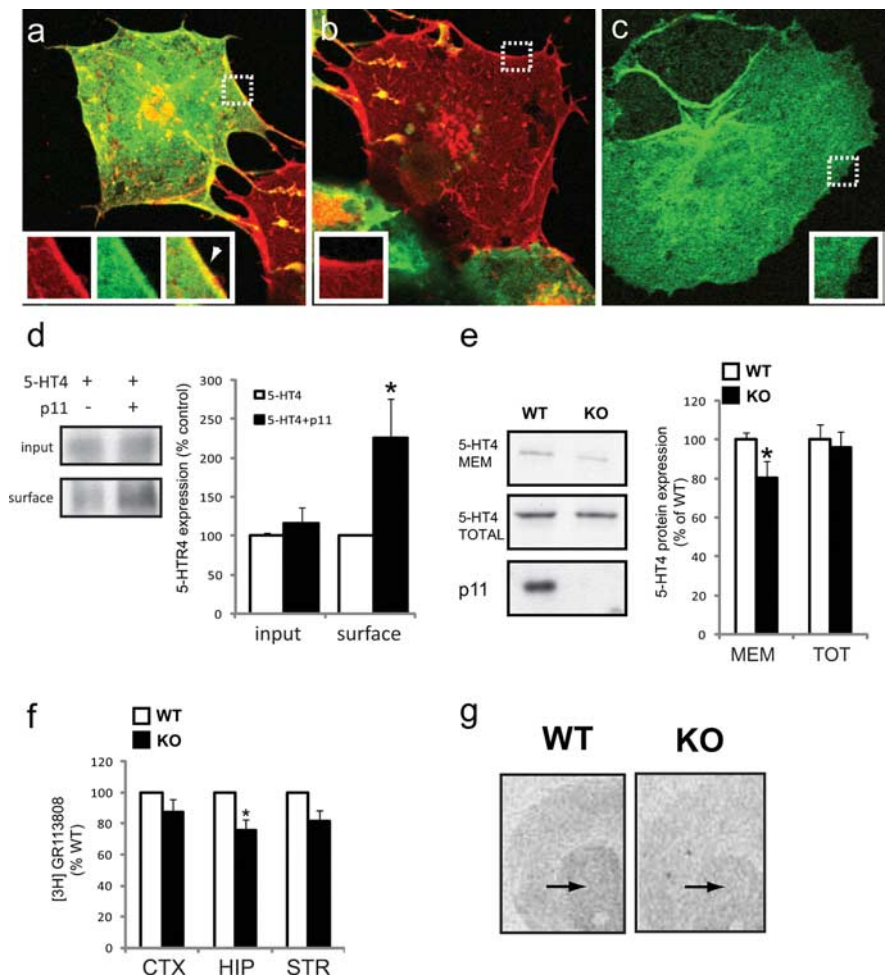 a
b
c
d
5-HT4 + +
p11 - +
input
surface
5-HTR4 expression (% control)
300
250
200
150
100
50
0
5-HT4
5-HT4+p11
*
input surface
e
WT KO
5-HT4
MEM
5-HT4
TOTAL
p11
WT
KO
5-HT4 protein expression
(% of WT)
120
100
80
60
40
20
0
*
MEM TOT
f
WT
KO
[3H] GR113808
(% WT)
120
100
80
60
40
20
0
*
CTX HIP STR
g
WT KO